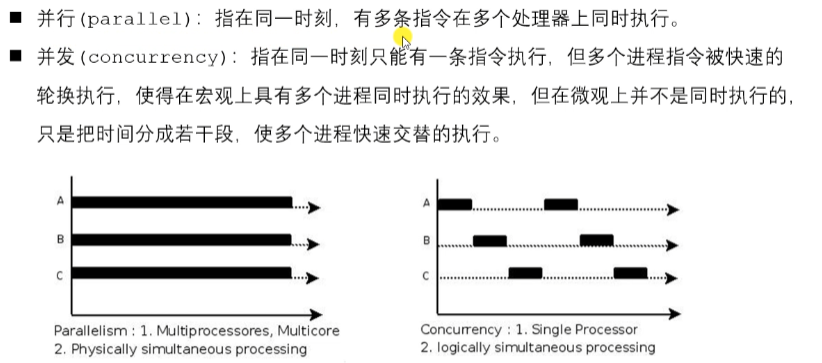 ■ 并行(parallel)：指在同一时刻，有多条指令在多个处理器上同时执行。
■ 并发(concurrency)：指在同一时刻只能有一条指令执行，但多个进程指令被快速的
轮换执行，使得在宏观上具有多个进程同时执行的效果，但在微观上并不是同时执行的，
只是把时间分成若干段，使多个进程快速交替的执行。
A
B
C
Parallelism : 1. Multiprocessores, Multicore
2. Physically simultaneous processing
A
B
C
Concurrency : 1. Single Processor
2. logically simultaneous processing